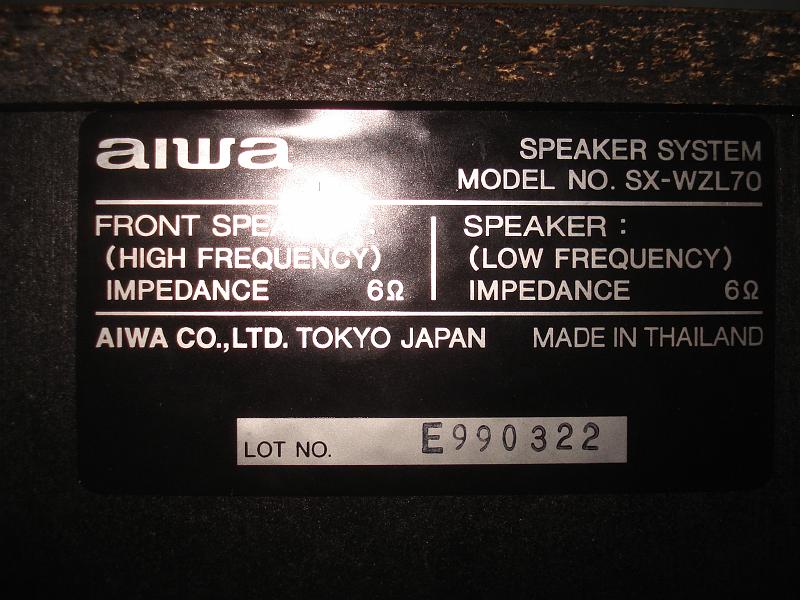 aiwa
SPEAKER SYSTEM
MODEL NO. SX-WZL70
FRONT SPEA :
(HIGH FREQUENCY)
IMPEDANCE 6Ω
SPEAKER :
(LOW FREQUENCY)
IMPEDANCE 6Ω
AIWA CO.,LTD. TOKYO JAPAN MADE IN THAILAND
LOT NO. E990322